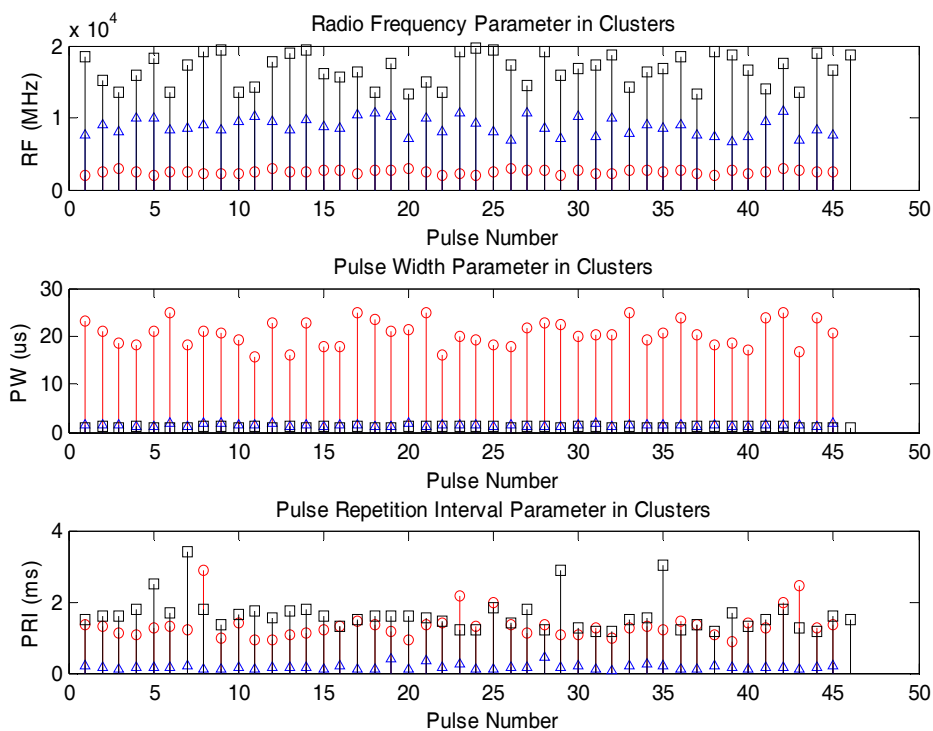 Radio Frequency Parameter in Clusters
x 10^4
2
1
0
RF (MHz)
0 5 10 15 20 25 30 35 40 45 50
Pulse Number
Pulse Width Parameter in Clusters
30
20
10
0
PW (us)
0 5 10 15 20 25 30 35 40 45 50
Pulse Number
Pulse Repetition Interval Parameter in Clusters
4
2
0
PRI (ms)
0 5 10 15 20 25 30 35 40 45 50
Pulse Number